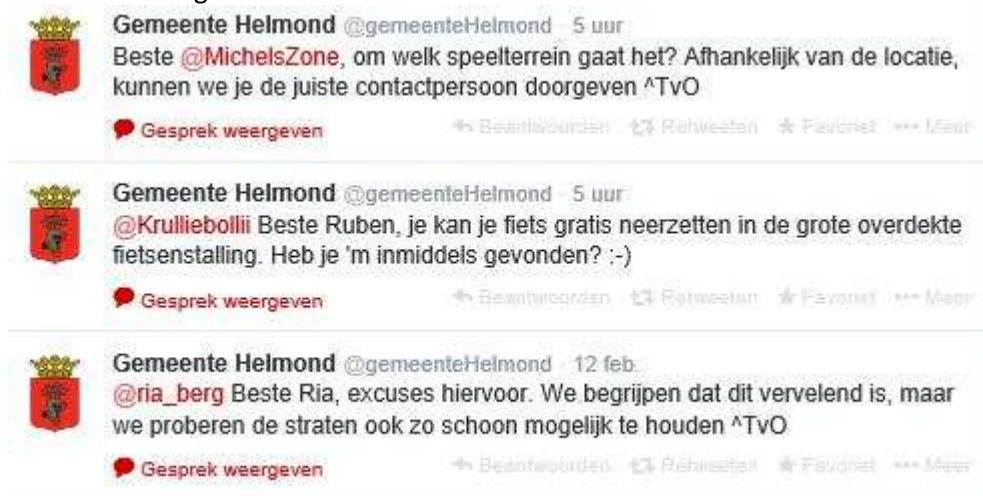 Gemeente Helmond @gemeenteHelmond · 5 uur
Beste @MichelsZone, om welk speelterrein gaat het? Afhankelijk van de locatie,
kunnen we je de juiste contactpersoon doorgeven ^TvO
Gesprek weergeven Beantwoorden Retweeten Favoriet Meer
Gemeente Helmond @gemeenteHelmond · 5 uur
@Krulliebollii Beste Ruben, je kan je fiets gratis neerzetten in de grote overdekte
fietsenstalling. Heb je 'm inmiddels gevonden? :-)
Gesprek weergeven Beantwoorden Retweeten Favoriet Meer
Gemeente Helmond @gemeenteHelmond · 12 feb.
@ria_berg Beste Ria, excuses hiervoor. We begrijpen dat dit vervelend is, maar
we proberen de straten ook zo schoon mogelijk te houden ^TvO
Gesprek weergeven Beantwoorden Retweeten Favoriet Meer